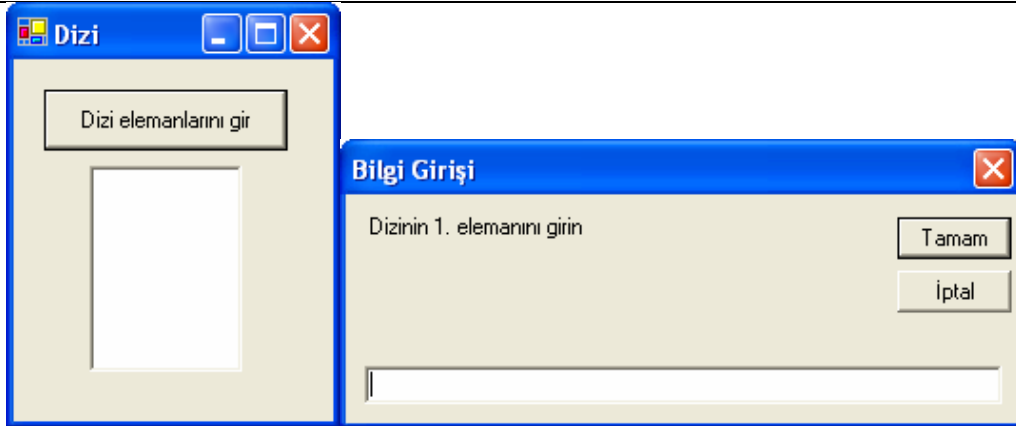 Dizi
Dizi elemanlarını gir
Bilgi Girişi
Dizinin 1. elemanını girin
Tamam
İptal